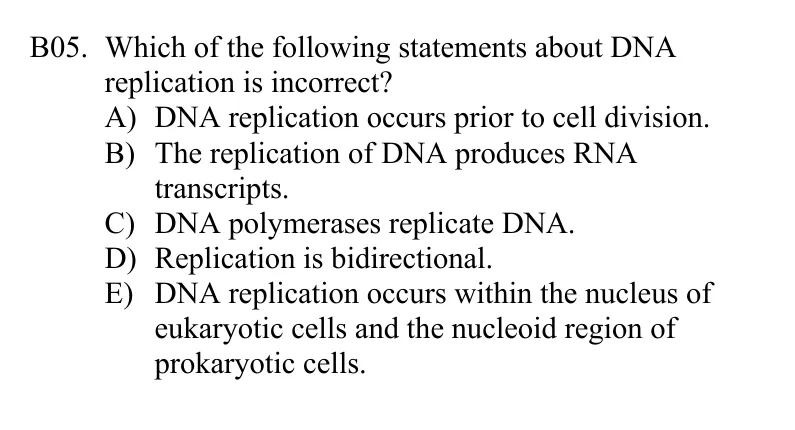 B05. Which of the following statements about DNA
replication is incorrect?
A) DNA replication occurs prior to cell division.
B) The replication of DNA produces RNA
transcripts.
C) DNA polymerases replicate DNA.
D) Replication is bidirectional.
E) DNA replication occurs within the nucleus of
eukaryotic cells and the nucleoid region of
prokaryotic cells.